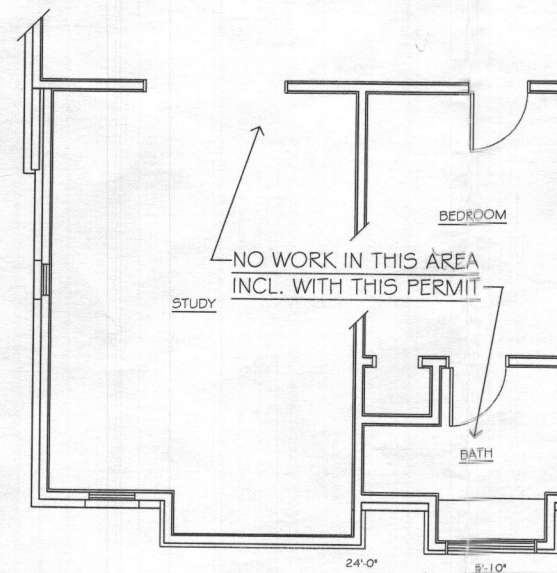 BEDROOM
NO WORK IN THIS AREA
INCL. WITH THIS PERMIT
STUDY
BATH
24'-0"
5'-10"